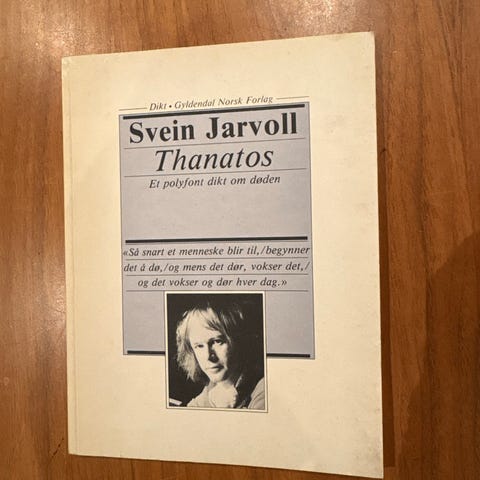 Dikt • Gyldendal Norsk Forlag
Svein Jarvoll
Thanatos
Et polyfont dikt om døden
«Så snart et menneske blir til,/begynner
det å dø,/og mens det dør, vokser det,/
og det vokser og dør hver dag.»